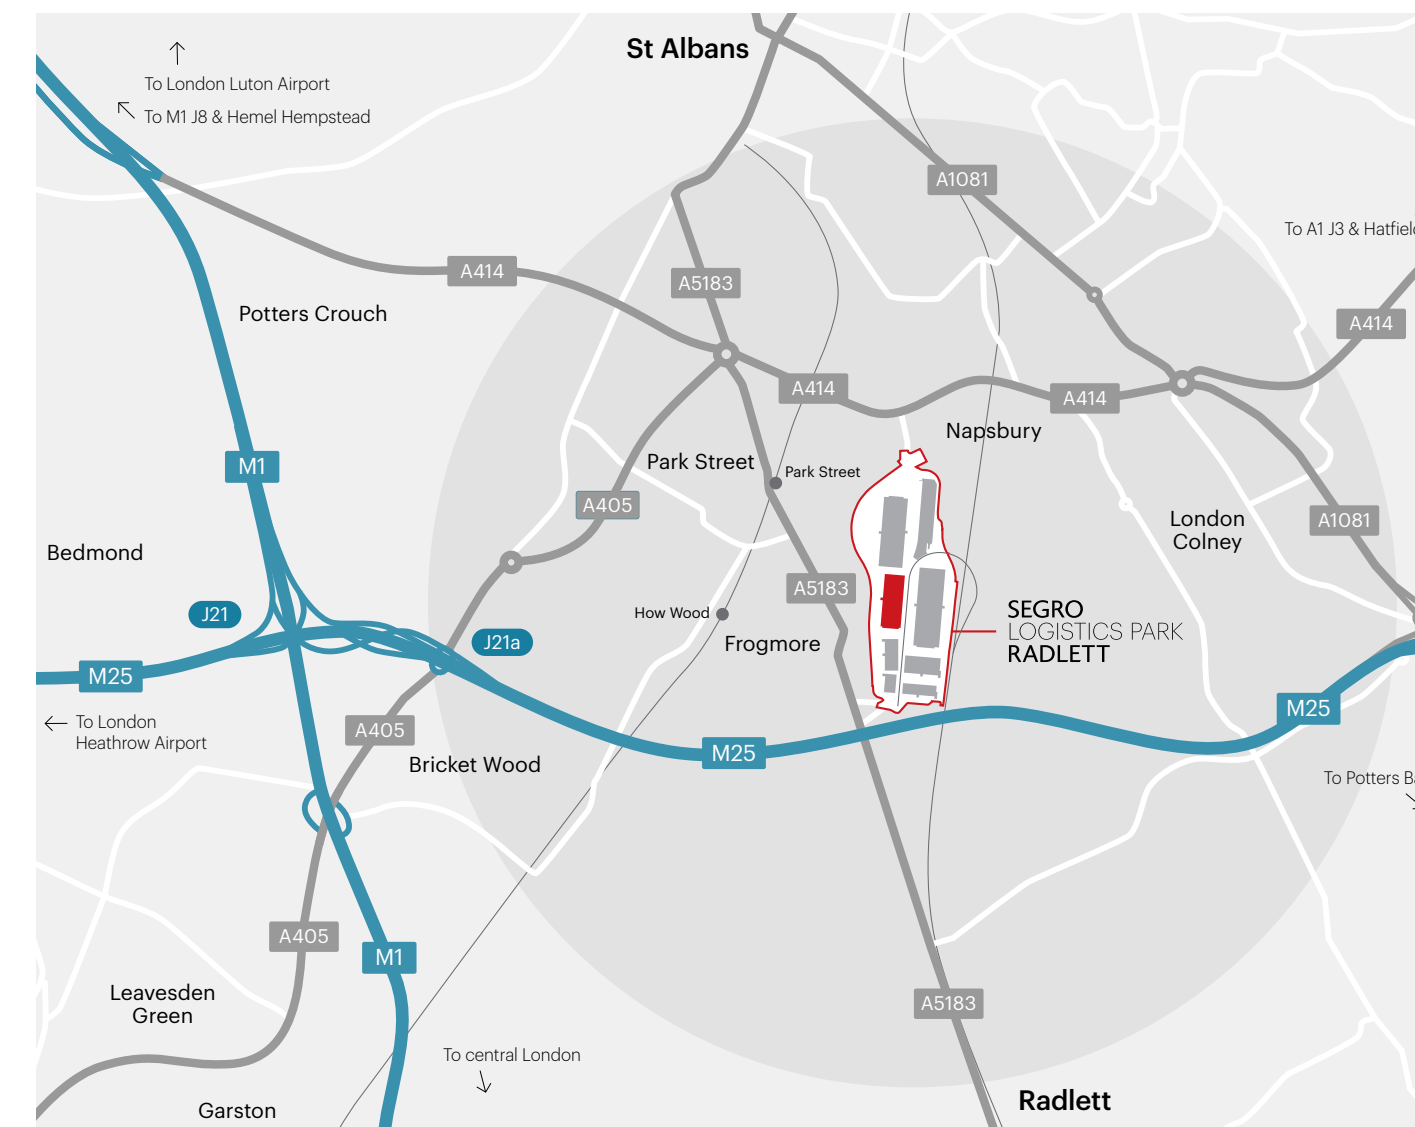 St Albans
To London Luton Airport
To M1 J8 & Hemel Hempstead
A1081
To A1 J3 & Hatfield
A414
A5183
Potters Crouch
A414
A414
A414
Napsbury
M1
Park Street
Park Street
A405
London
Colney
A1081
Bedmond
A5183
J21
How Wood
Frogmore
J21a
SEGRO
LOGISTICS PARK
RADLETT
M25
M25
To London
Heathrow Airport
A405
M25
Bricket Wood
To Potters
A405
M1
Leavesden
Green
A5183
To central London
Radlett
Garston